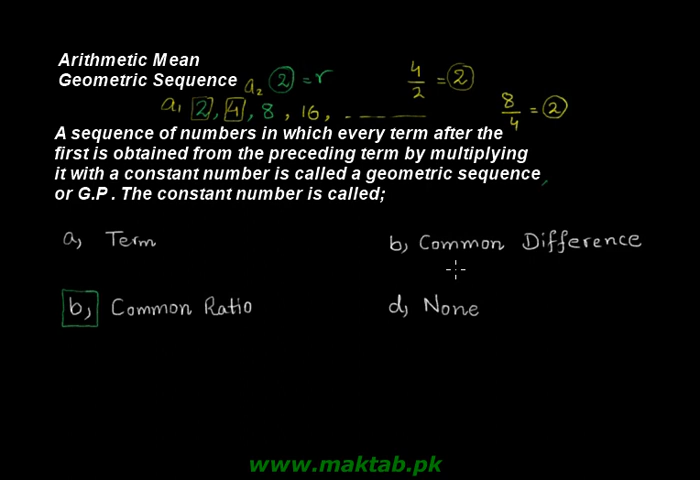 Arithmetic Mean
Geometric Sequence a2 2 = r 4/2 = 2
a1 2, 4, 8, 16, ------- 8/4 = 2
A sequence of numbers in which every term after the
first is obtained from the preceding term by multiplying
it with a constant number is called a geometric sequence
or G.P . The constant number is called;
a, Term b, Common Difference
b, Common Ratio d, None
www.maktab.pk